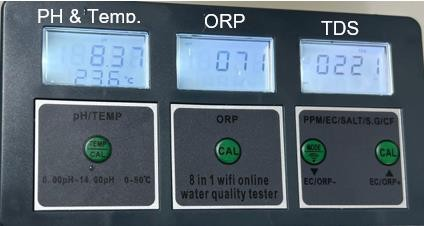 PH & Temp.
ORP
TDS
8.37
23.6 °C
071
0221
pH/TEMP
ORP
PPM/EC/SALT/S.G/CF
TEMP
CAL
CAL
MODE
CAL
0.00pH~14.00pH 0~50℃
8 in 1 wifi online
water quality tester
EC/ORP-
EC/ORP+